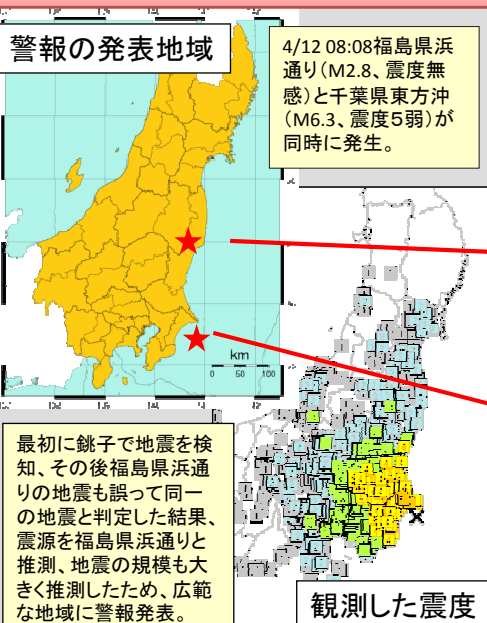 警報の発表地域
4/12 08:08福島県浜
通り(M2.8、震度無
感)と千葉県東方沖
(M6.3、震度５弱)が
同時に発生。
km
0 50 100
最初に銚子で地震を検
知、その後福島県浜通
りの地震も誤って同一
の地震と判定した結果、
震源を福島県浜通りと
推測、地震の規模も大
きく推測したため、広範
な地域に警報発表。
観測した震度